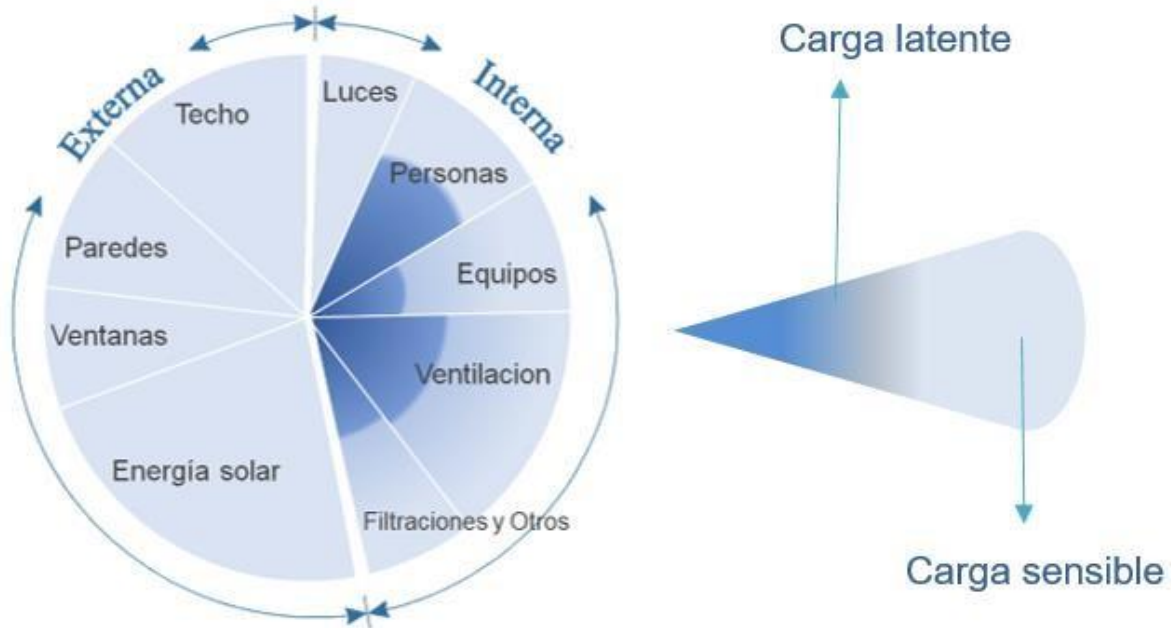 Externa
Interna
Techo
Luces
Personas
Paredes
Equipos
Ventanas
Ventilacion
Energía solar
Filtraciones y Otros
Carga latente
Carga sensible